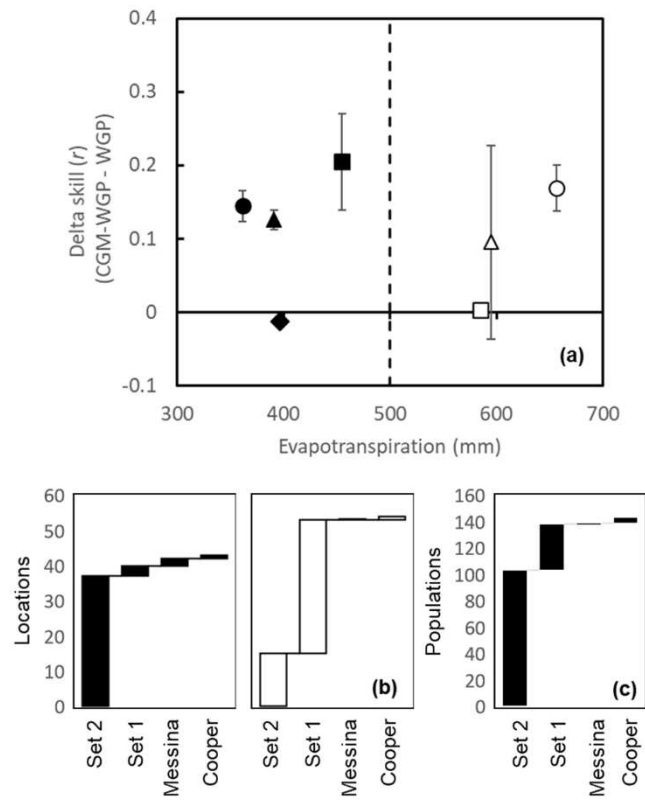 0.4
0.3
0.2
0.1
0
-0.1
Delta skill (r)
(CGM-WGP - WGP)
(a)
300 400 500 600 700
Evapotranspiration (mm)
60
50
40
30
20
10
0
Locations
Set 2
Set 1
Messina
Cooper
(b)
Set 2
Set 1
Messina
Cooper
160
140
120
100
80
60
40
20
0
Populations
(c)
Set 2
Set 1
Messina
Cooper